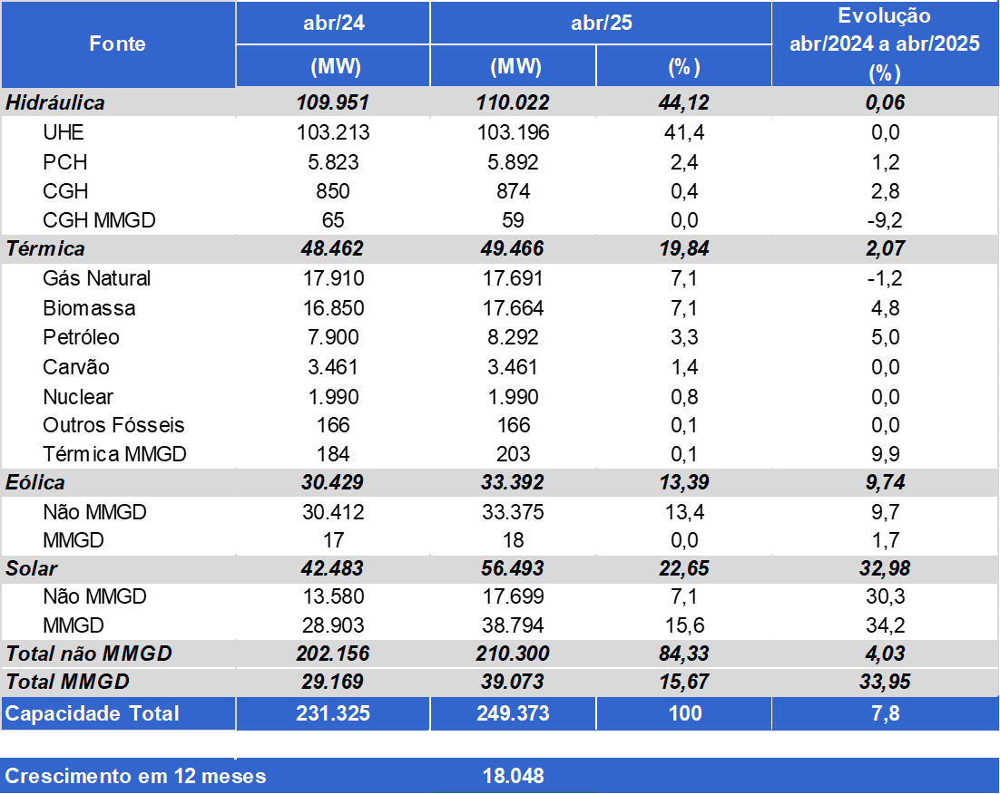 Fonte abr/24 abr/25 Evolução
abr/2024 a abr/2025
(MW) (MW) (%) (%)
Hidráulica 109.951 110.022 44,12 0,06
UHE 103.213 103.196 41,4 0,0
PCH 5.823 5.892 2,4 1,2
CGH 850 874 0,4 2,8
CGH MMGD 65 59 0,0 -9,2
Térmica 48.462 49.466 19,84 2,07
Gás Natural 17.910 17.691 7,1 -1,2
Biomassa 16.850 17.664 7,1 4,8
Petróleo 7.900 8.292 3,3 5,0
Carvão 3.461 3.461 1,4 0,0
Nuclear 1.990 1.990 0,8 0,0
Outros Fósseis 166 166 0,1 0,0
Térmica MMGD 184 203 0,1 9,9
Eólica 30.429 33.392 13,39 9,74
Não MMGD 30.412 33.375 13,4 9,7
MMGD 17 18 0,0 1,7
Solar 42.483 56.493 22,65 32,98
Não MMGD 13.580 17.699 7,1 30,3
MMGD 28.903 38.794 15,6 34,2
Total não MMGD 202.156 210.300 84,33 4,03
Total MMGD 29.169 39.073 15,67 33,95
Capacidade Total 231.325 249.373 100 7,8
Crescimento em 12 meses 18.048